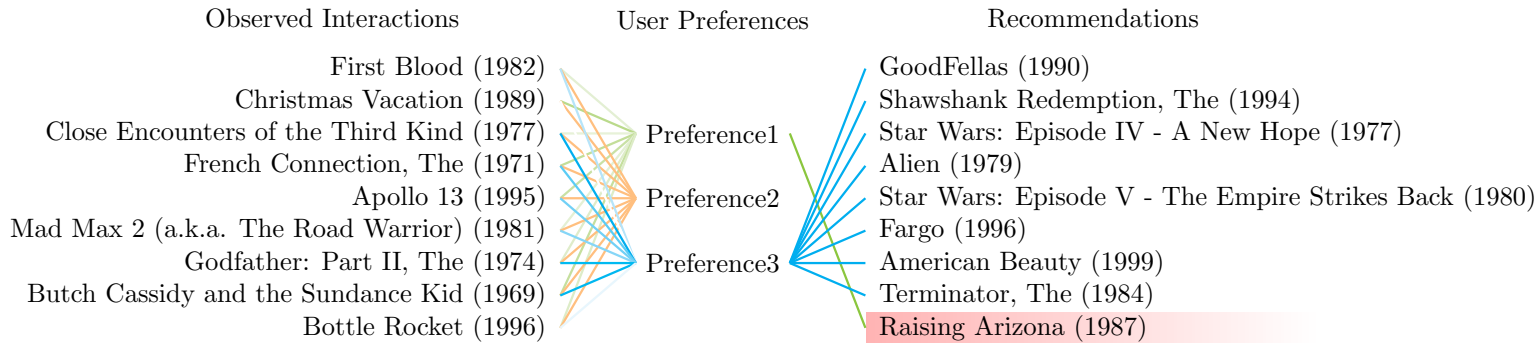 Observed Interactions
User Preferences
Recommendations
First Blood (1982)
Christmas Vacation (1989)
Close Encounters of the Third Kind (1977)
French Connection, The (1971)
Apollo 13 (1995)
Mad Max 2 (a.k.a. The Road Warrior) (1981)
Godfather: Part II, The (1974)
Butch Cassidy and the Sundance Kid (1969)
Bottle Rocket (1996)
Preference1
Preference2
Preference3
GoodFellas (1990)
Shawshank Redemption, The (1994)
Star Wars: Episode IV - A New Hope (1977)
Alien (1979)
Star Wars: Episode V - The Empire Strikes Back (1980)
Fargo (1996)
American Beauty (1999)
Terminator, The (1984)
Raising Arizona (1987)